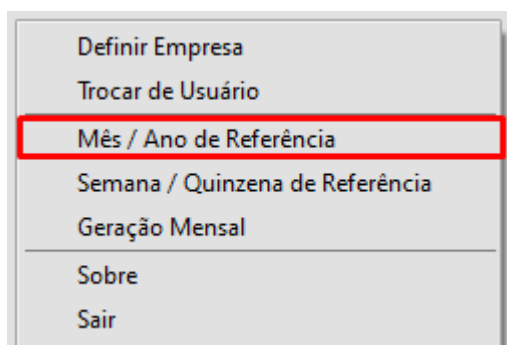 Definir Empresa
Trocar de Usuário
Mês / Ano de Referência
Semana / Quinzena de Referência
Geração Mensal
Sobre
Sair